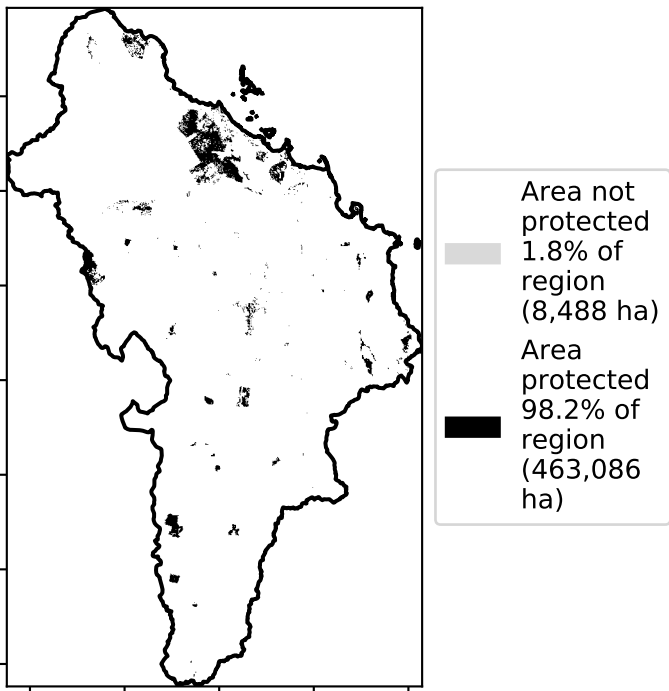 Area not
protected
1.8% of
region
(8,488 ha)
Area
protected
98.2% of
region
(463,086
ha)